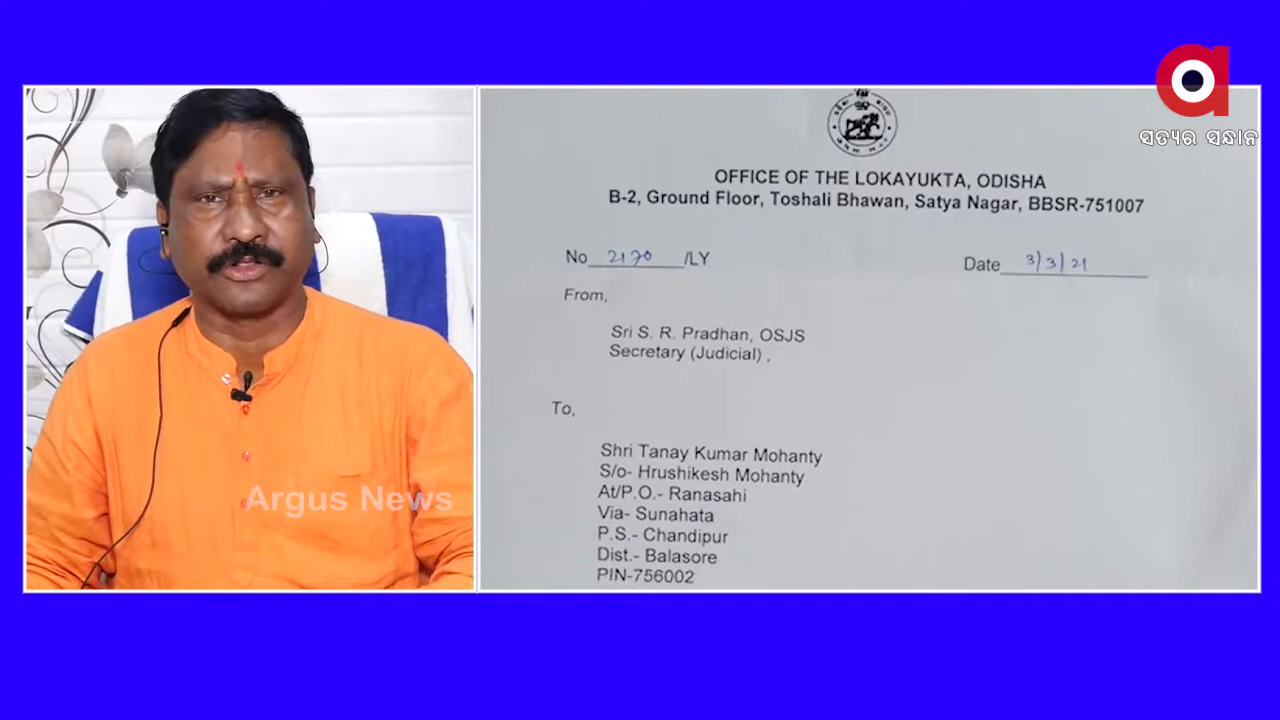 ସତ୍ୟର ସନ୍ଧାନ
OFFICE OF THE LOKAYUKTA, ODISHA
B-2, Ground Floor, Toshali Bhawan, Satya Nagar, BBSR-751007
No 2170 /LY
Date 3/3/21
From,
Sri S. R. Pradhan, OSJS
Secretary (Judicial) ,
To,
Shri Tanay Kumar Mohanty
S/o- Hrushikesh Mohanty
At/P.O.- Ranasahi
Via- Sunahata
P.S.- Chandipur
Dist.- Balasore
PIN-756002
Argus News